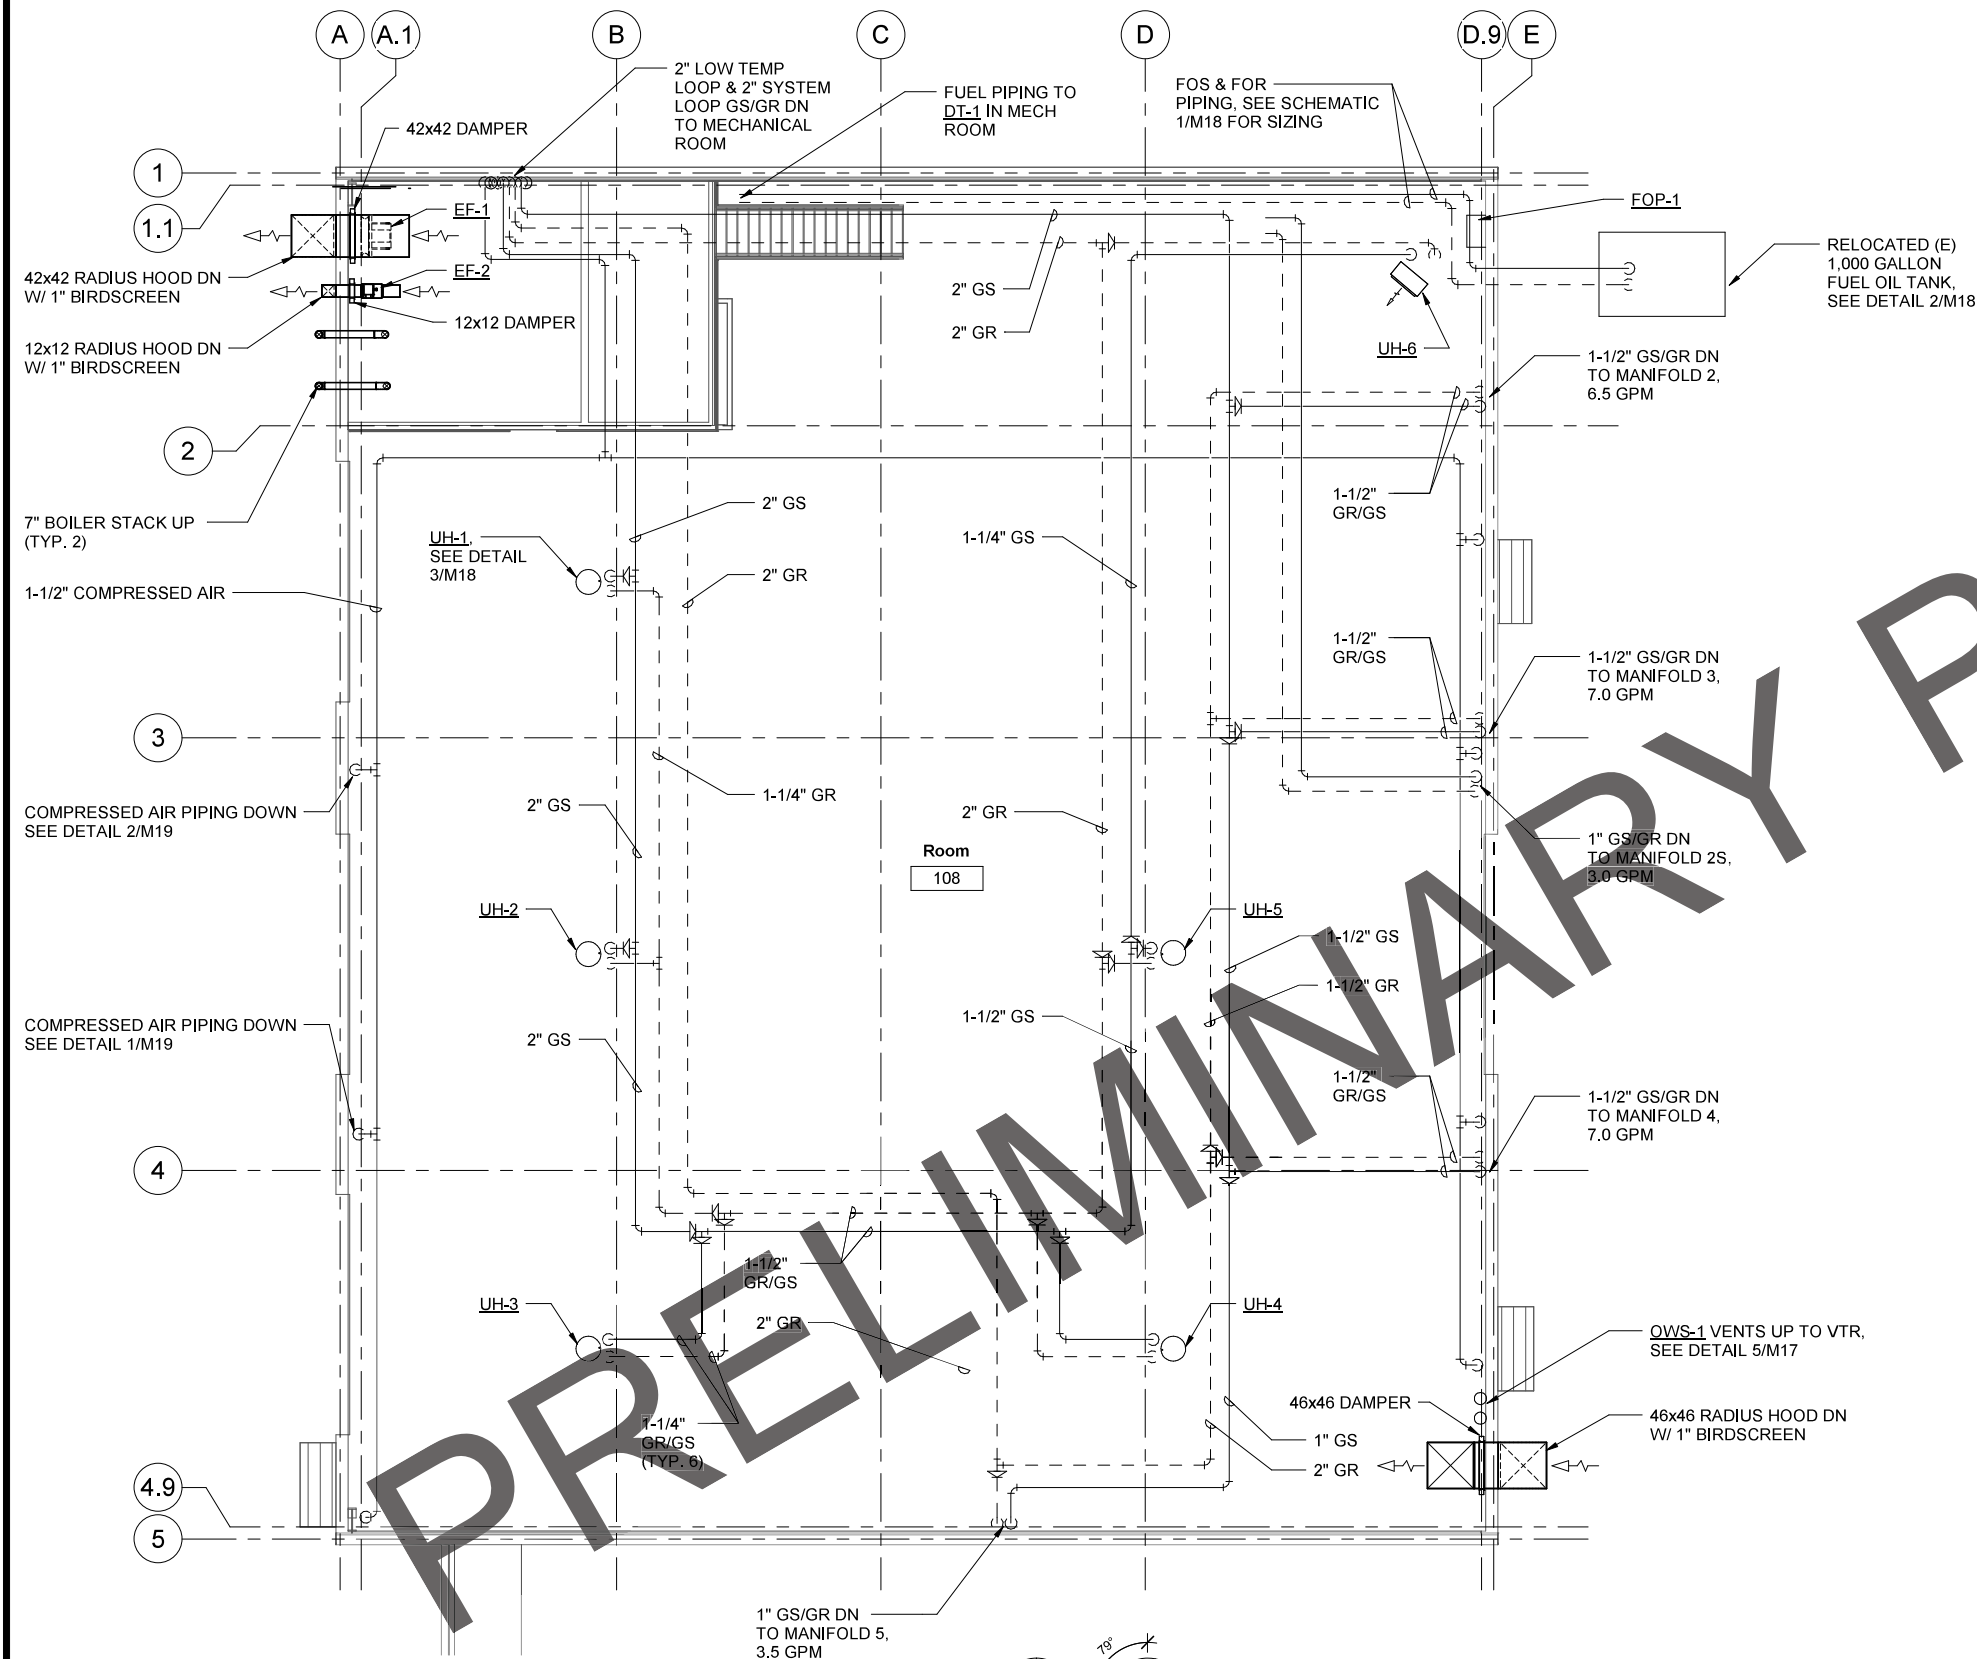 A
A.1
B
C
D
D.9
E
2" LOW TEMP
LOOP & 2" SYSTEM
LOOP GS/GR DN
TO MECHANICAL
ROOM
FUEL PIPING TO
DT-1 IN MECH
ROOM
FOS & FOR
PIPING, SEE SCHEMATIC
1/M18 FOR SIZING
42x42 DAMPER
1
1.1
EF-1
FOP-1
RELOCATED (E)
1,000 GALLON
FUEL OIL TANK,
SEE DETAIL 2/M18
42x42 RADIUS HOOD DN
W/ 1" BIRDSCREEN
EF-2
2" GS
12x12 DAMPER
2" GR
12x12 RADIUS HOOD DN
W/ 1" BIRDSCREEN
UH-6
1-1/2" GS/GR DN
TO MANIFOLD 2,
6.5 GPM
2
7" BOILER STACK UP
(TYP. 2)
2" GS
1-1/2"
GR/GS
UH-1,
SEE DETAIL
3/M18
1-1/4" GS
2" GR
1-1/2" COMPRESSED AIR
1-1/2"
GR/GS
1-1/2" GS/GR DN
TO MANIFOLD 3,
7.0 GPM
3
1-1/4" GR
2" GS
2" GR
COMPRESSED AIR PIPING DOWN
SEE DETAIL 2/M19
Room
108
1" GS/GR DN
TO MANIFOLD 2S,
3.0 GPM
UH-2
UH-5
1-1/2" GS
1-1/2" GR
COMPRESSED AIR PIPING DOWN
SEE DETAIL 1/M19
2" GS
1-1/2" GS
1-1/2"
GR/GS
1-1/2" GS/GR DN
TO MANIFOLD 4,
7.0 GPM
4
1-1/2"
GR/GS
UH-3
UH-4
2" GR
OWS-1 VENTS UP TO VTR,
SEE DETAIL 5/M17
46x46 DAMPER
46x46 RADIUS HOOD DN
W/ 1" BIRDSCREEN
1-1/4"
GR/GS
(TYP. 6)
1" GS
2" GR
4.9
5
1" GS/GR DN
TO MANIFOLD 5,
3.5 GPM
79°
PRELIMINARY P